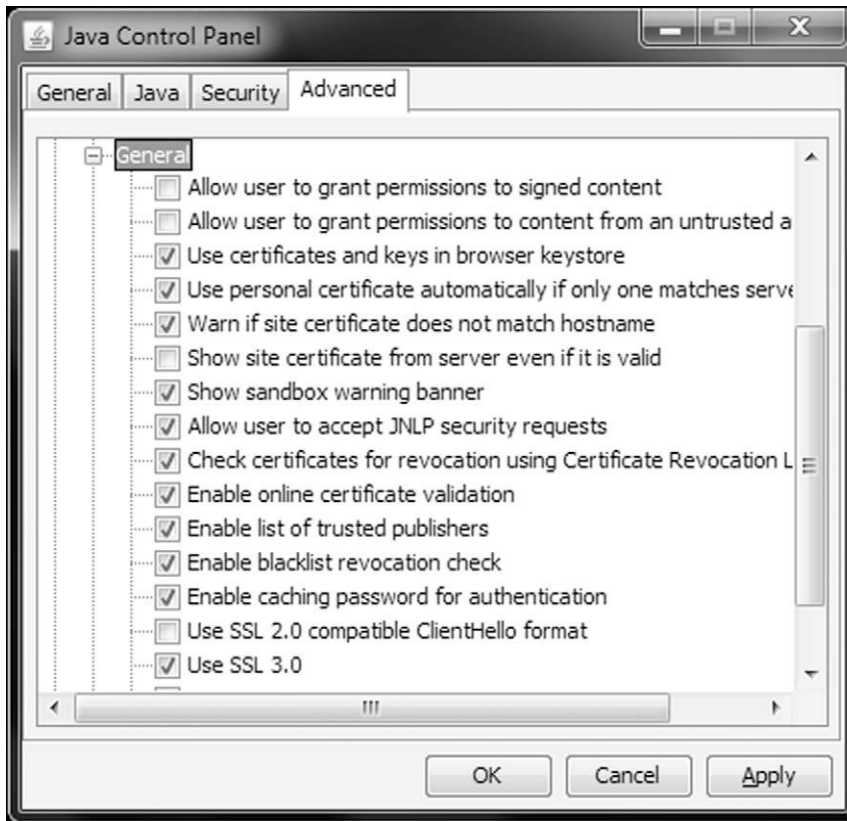 Java Control Panel
General Java Security Advanced
General
Allow user to grant permissions to signed content
Allow user to grant permissions to content from an untrusted a
Use certificates and keys in browser keystore
Use personal certificate automatically if only one matches serve
Warn if site certificate does not match hostname
Show site certificate from server even if it is valid
Show sandbox warning banner
Allow user to accept JNLP security requests
Check certificates for revocation using Certificate Revocation L
Enable online certificate validation
Enable list of trusted publishers
Enable blacklist revocation check
Enable caching password for authentication
Use SSL 2.0 compatible ClientHello format
Use SSL 3.0
OK Cancel Apply